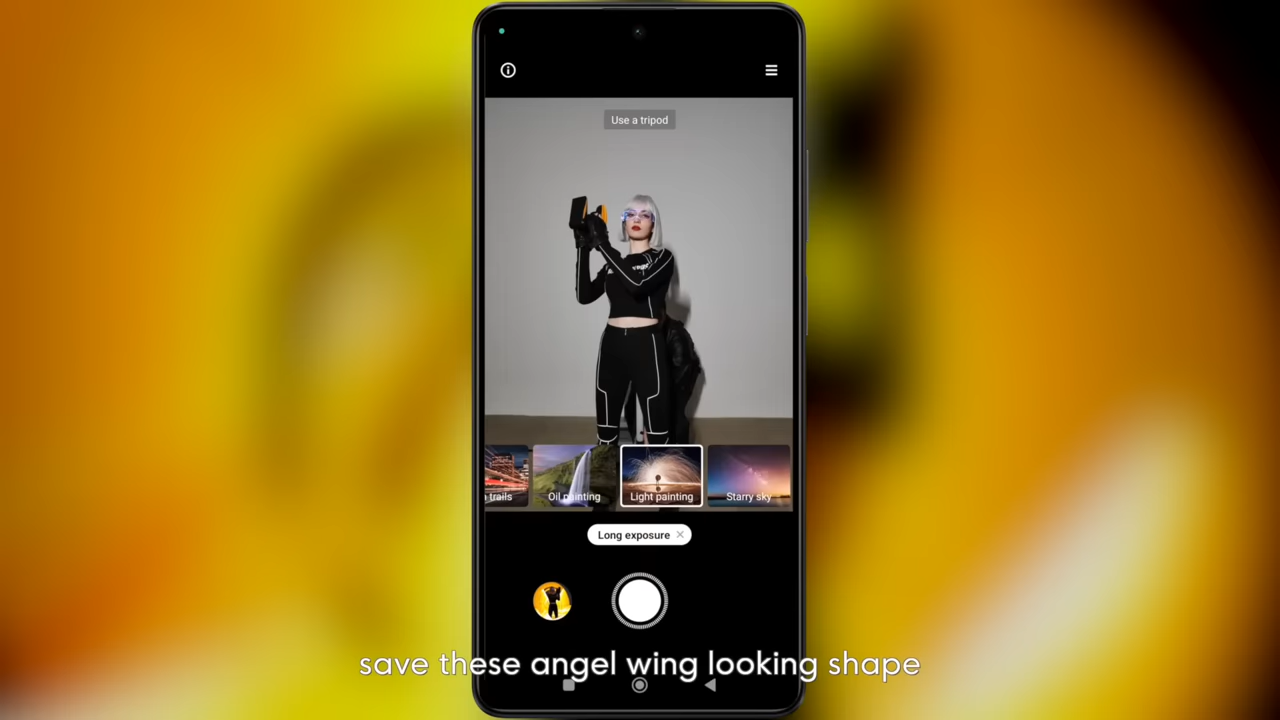 Use a tripod
trails
Oil painting
Light painting
Starry sky
Long exposure
save these angel wing looking shape